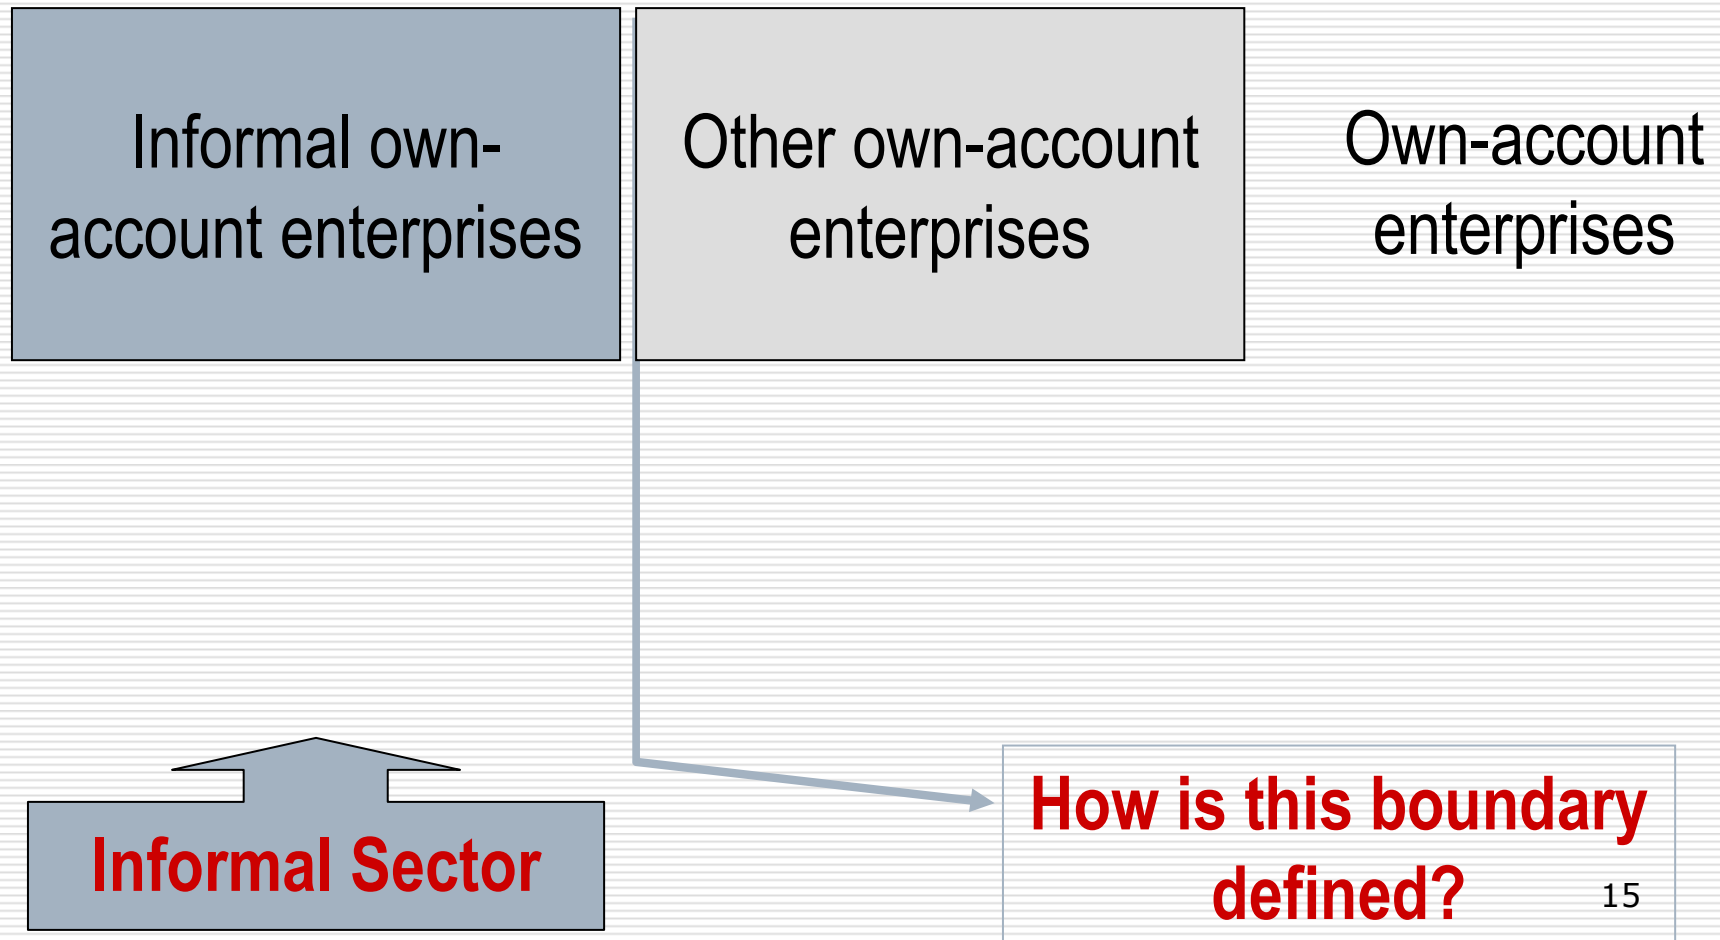 Informal own-
account enterprises
Other own-account
enterprises
Own-account
enterprises
Informal Sector
How is this boundary
defined?
15